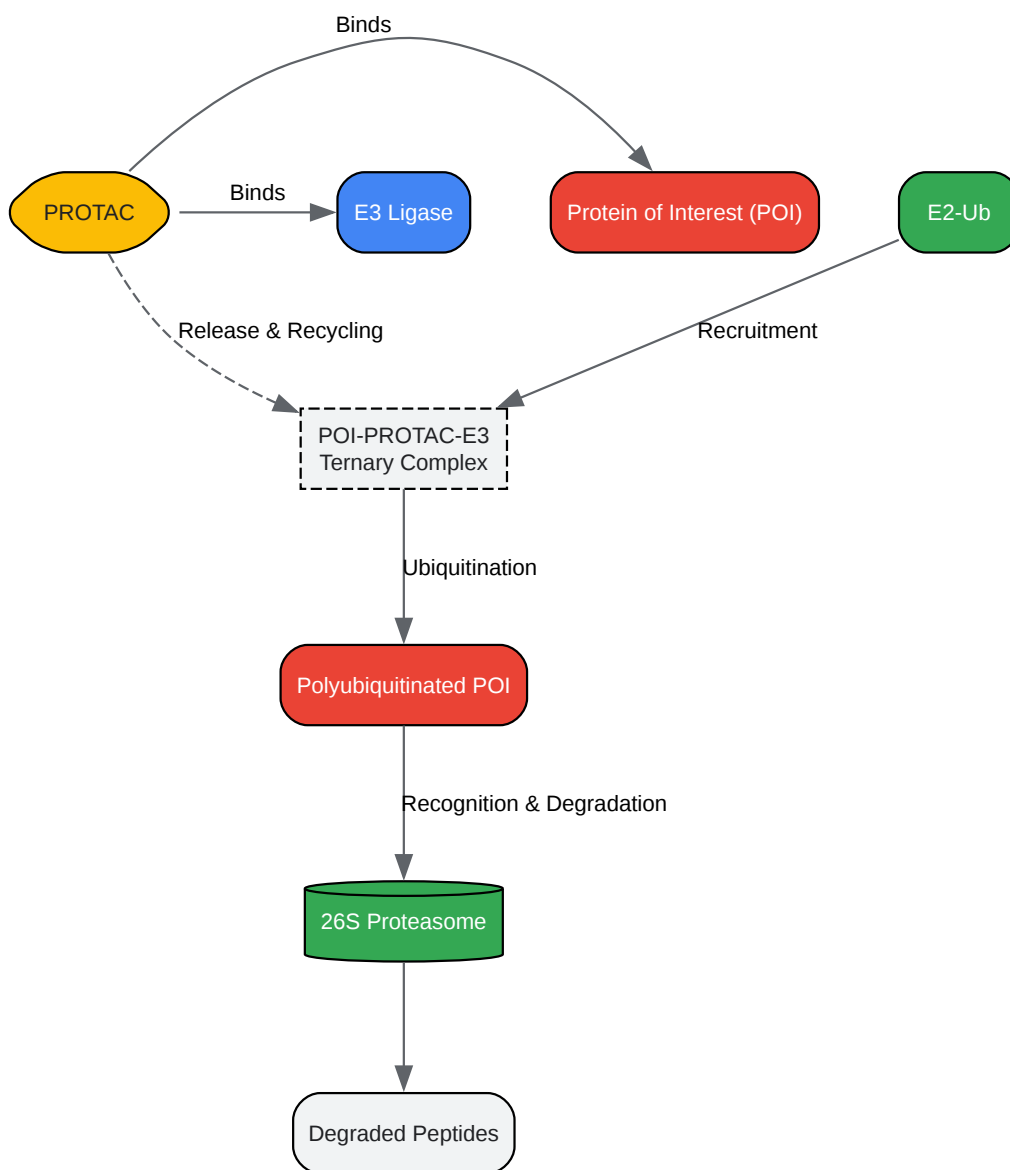 Binds
PROTAC
Binds
E3 Ligase
Protein of Interest (POI)
E2-Ub
Release & Recycling
Recruitment
POI-PROTAC-E3
Ternary Complex
Ubiquitination
Polyubiquitinated POI
Recognition & Degradation
26S Proteasome
Degraded Peptides